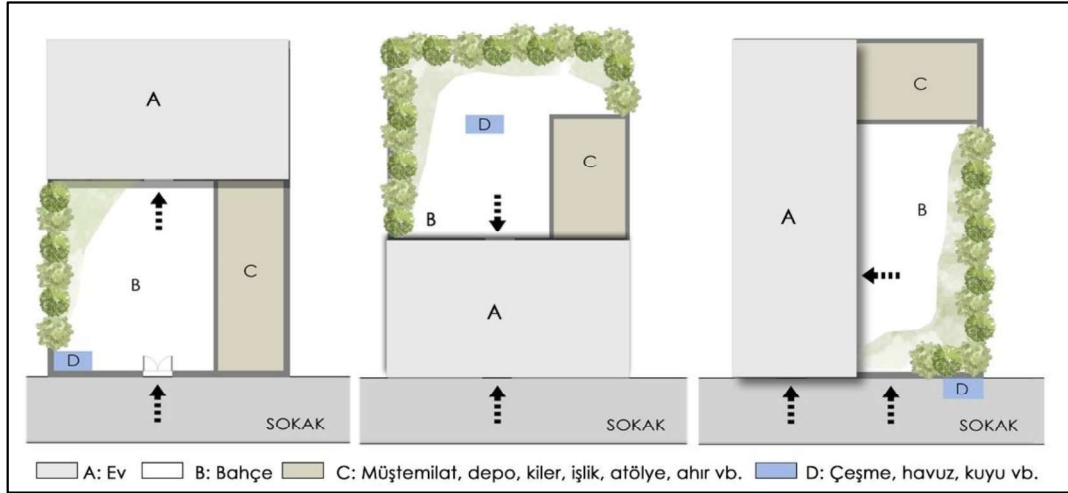 A
B
C
D
SOKAK
D
C
B
A
SOKAK
C
A
B
D
SOKAK
A: Ev B: Bahçe C: Müştemilat, depo, kiler, işlik, atölye, ahır vb. D: Çeşme, havuz, kuyu vb.